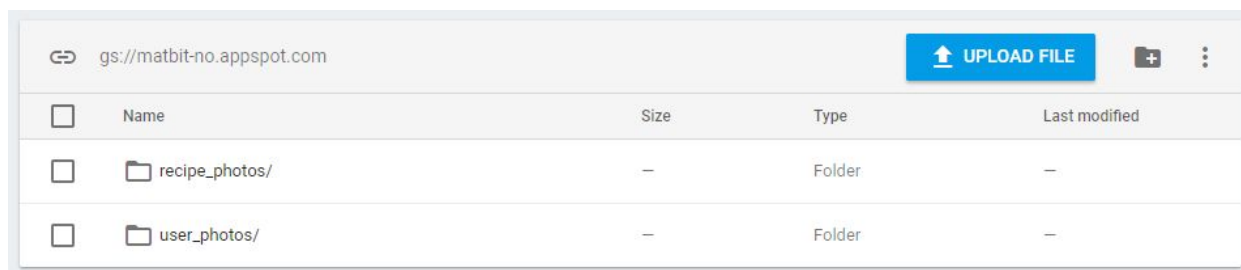 gs://matbit-no.appspot.com UPLOAD FILE
Name Size Type Last modified
recipe_photos/ — Folder —
user_photos/ — Folder —